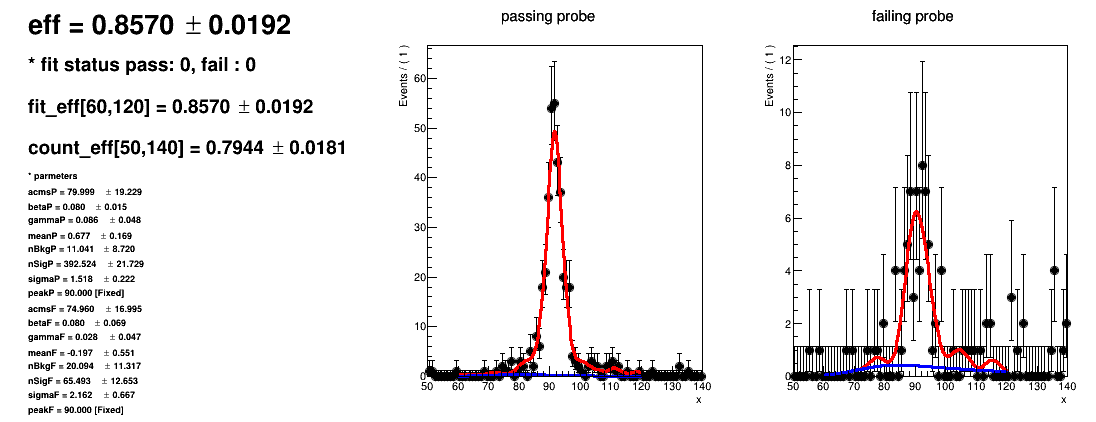 eff = 0.8570 ± 0.0192
* fit status pass: 0, fail : 0
fit_eff[60,120] = 0.8570 ± 0.0192
count_eff[50,140] = 0.7944 ± 0.0181
* parmeters
acmsP = 79.999 ± 19.229
betaP = 0.080 ± 0.015
gammaP = 0.086 ± 0.048
meanP = 0.677 ± 0.169
nBkgP = 11.041 ± 8.720
nSigP = 392.524 ± 21.729
sigmaP = 1.518 ± 0.222
peakP = 90.000 [Fixed]
acmsF = 74.960 ± 16.995
betaF = 0.080 ± 0.069
gammaF = 0.028 ± 0.047
meanF = -0.197 ± 0.551
nBkgF = 20.094 ± 11.317
nSigF = 65.493 ± 12.653
sigmaF = 2.162 ± 0.667
peakF = 90.000 [Fixed]
passing probe
Events / ( 1 )
60
50
40
30
20
10
0
50 60 70 80 90 100 110 120 130 140
x
failing probe
Events / ( 1 )
12
10
8
6
4
2
0
50 60 70 80 90 100 110 120 130 140
x